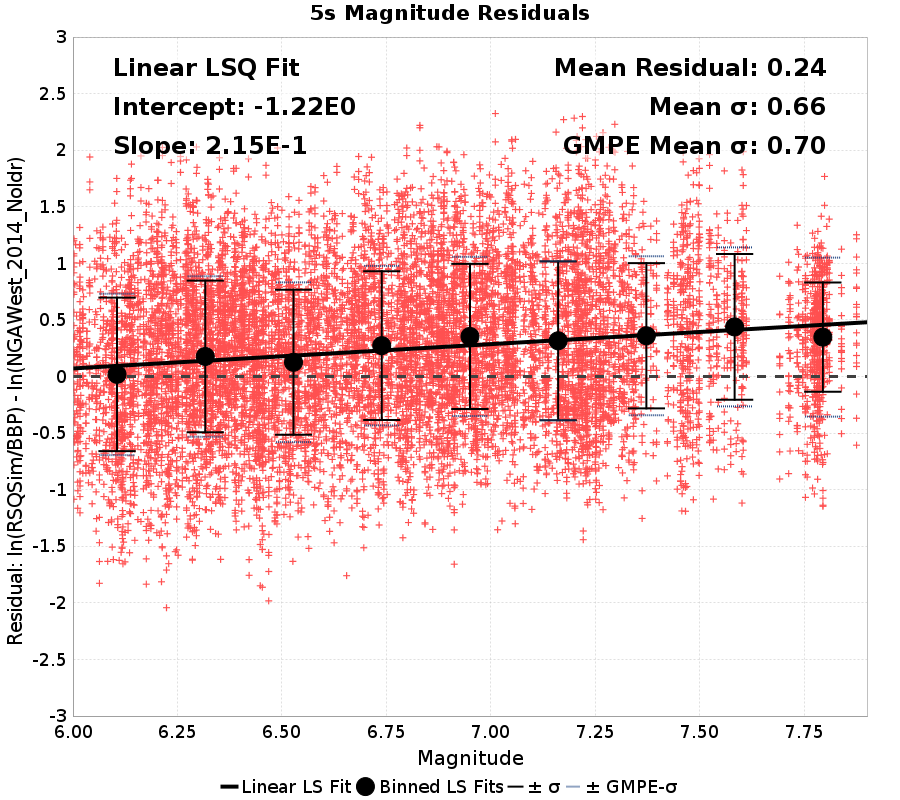 5s Magnitude Residuals
Linear LSQ Fit
Intercept: -1.22E0
Slope: 2.15E-1
Mean Residual: 0.24
Mean σ: 0.66
GMPE Mean σ: 0.70
Residual: ln(RSQSim/BBP) - ln(NGAWest_2014_NoIdr)
3
2.5
2
1.5
1
0.5
0
-0.5
-1
-1.5
-2
-2.5
-3
6.00 6.25 6.50 6.75 7.00 7.25 7.50 7.75
Magnitude
Linear LS Fit Binned LS Fits ± σ ± GMPE-σ